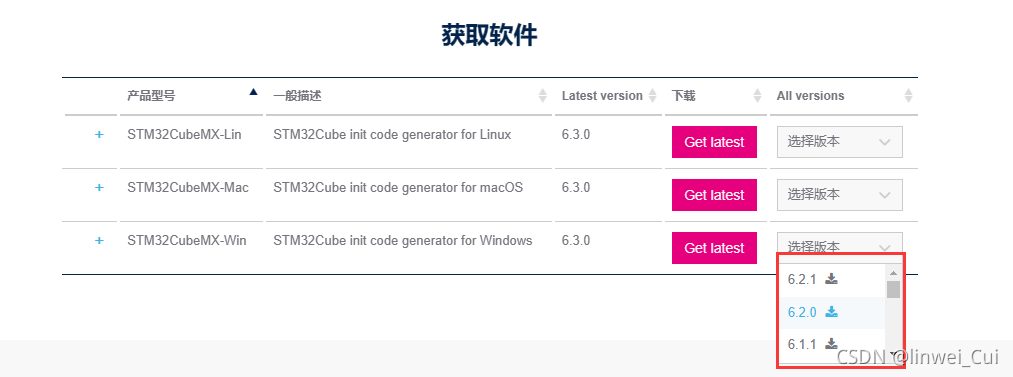 获取软件
产品型号 一般描述 Latest version 下载 All versions
+ STM32CubeMX-Lin STM32Cube init code generator for Linux 6.3.0 Get latest 选择版本
+ STM32CubeMX-Mac STM32Cube init code generator for macOS 6.3.0 Get latest 选择版本
+ STM32CubeMX-Win STM32Cube init code generator for Windows 6.3.0 Get latest 选择版本
6.2.1
6.2.0
6.1.1
CSDN @linwei_Cui